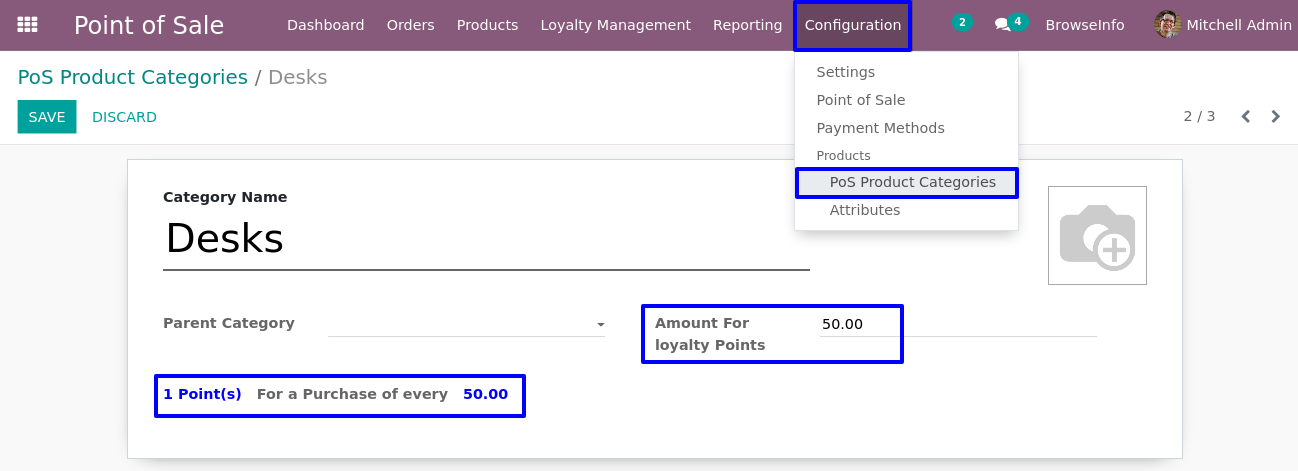 Point of Sale Dashboard Orders Products Loyalty Management Reporting Configuration 2 4 BrowseInfo Mitchell Admin
PoS Product Categories / Desks
SAVE DISCARD
2 / 3
Settings
Point of Sale
Payment Methods
Products
PoS Product Categories
Attributes
Category Name
Desks
Parent Category
Amount For loyalty Points 50.00
1 Point(s) For a Purchase of every 50.00